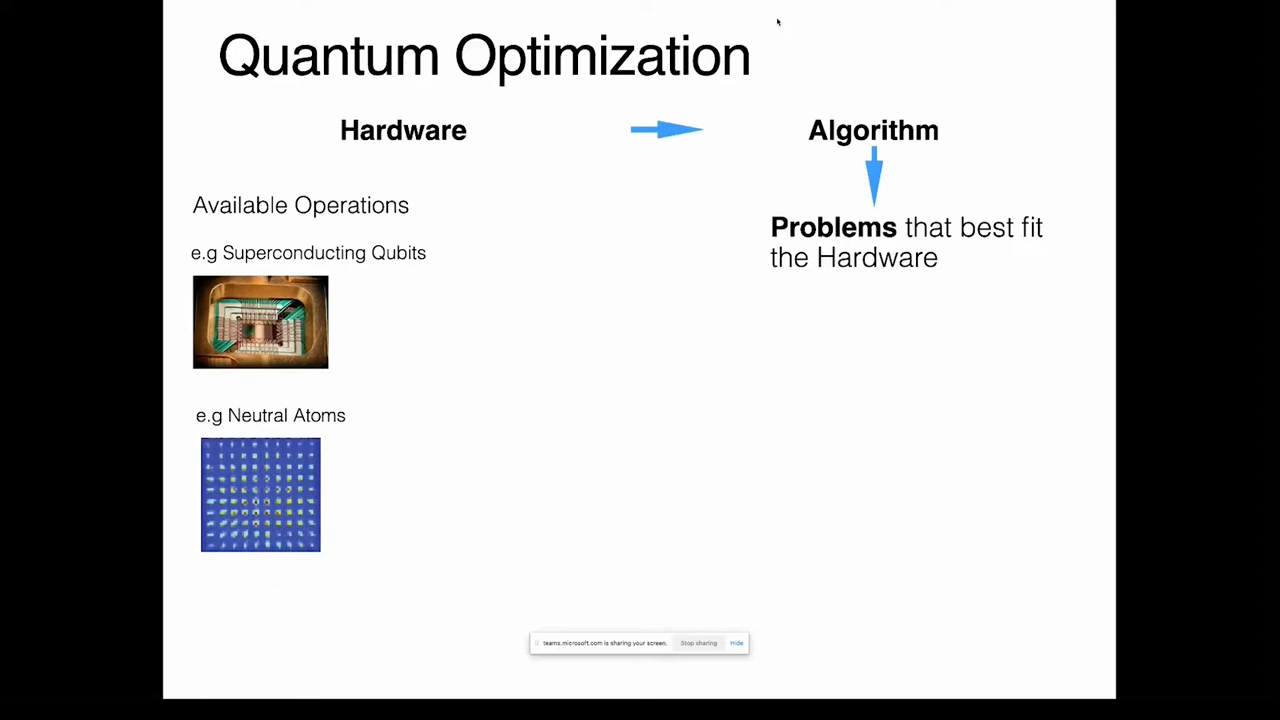 Quantum Optimization
Hardware
Algorithm
Available Operations
Problems that best fit
the Hardware
e.g Superconducting Qubits
e.g Neutral Atoms
teams.microsoft.com is sharing your screen.
Stop sharing
Hide